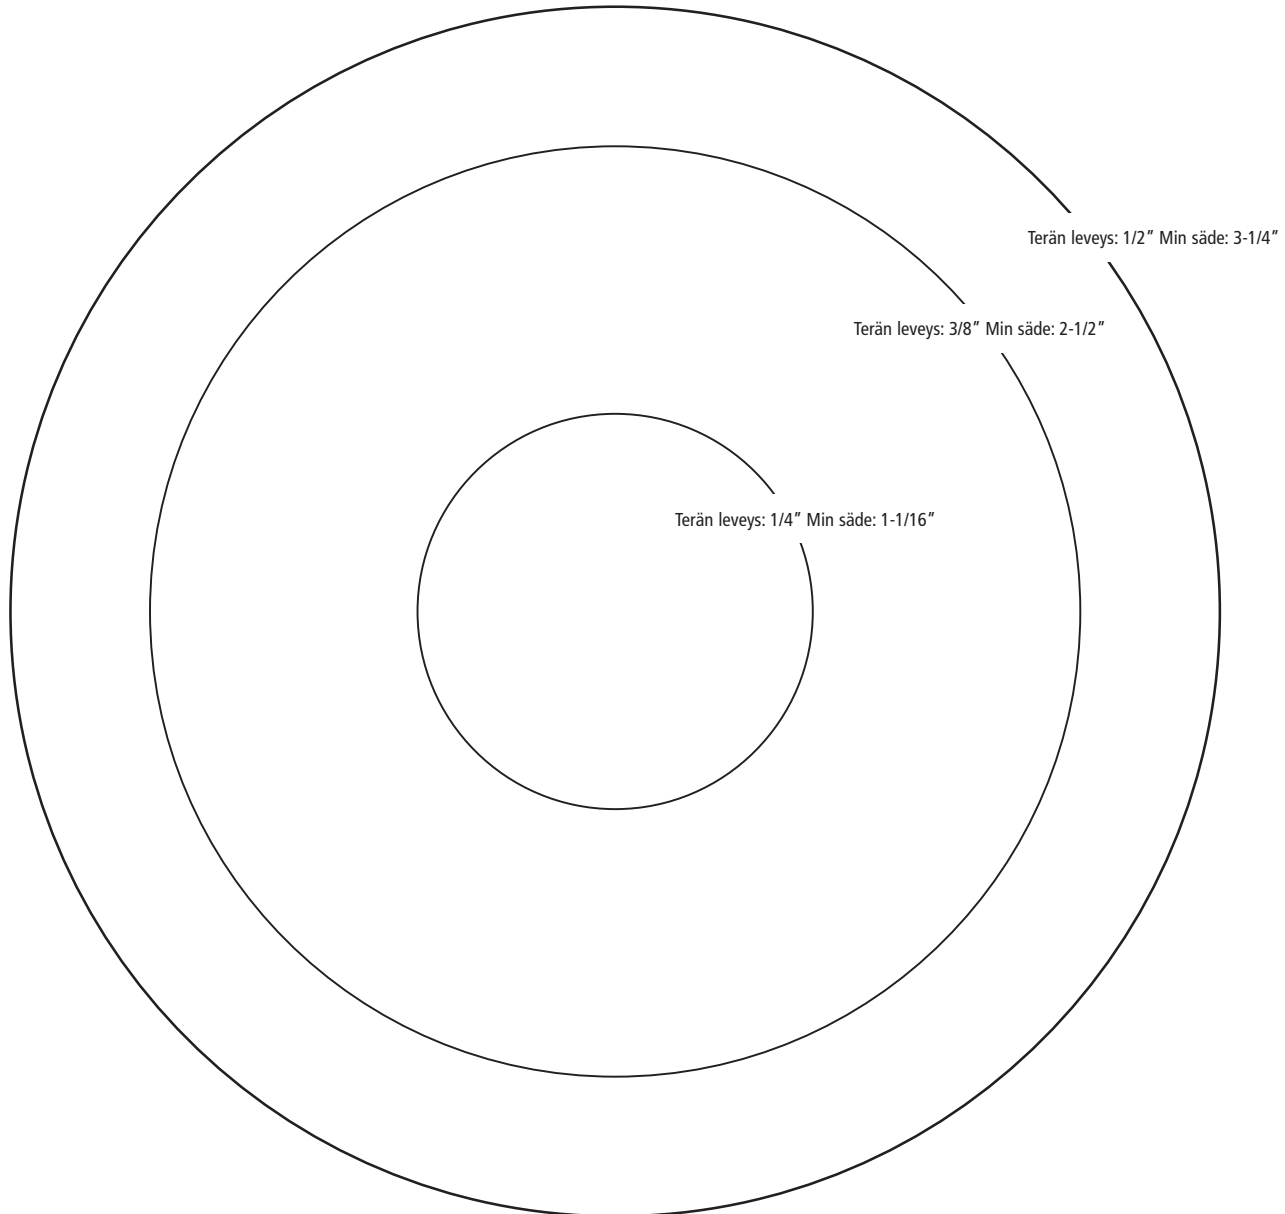 Terän leveys: 1/2″ Min säde: 3-1/4″
Terän leveys: 3/8″ Min säde: 2-1/2″
Terän leveys: 1/4″ Min säde: 1-1/16″